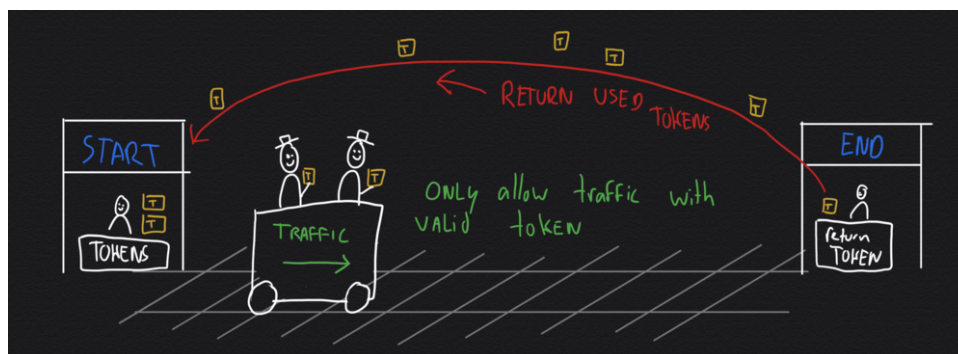 T
T
T
T
T
← RETURN USED
TOKENS
START
END
T
T
TOKENS
T
T
ONLY allow traffic with
VALID token
TRAFFIC
T
return
TOKEN